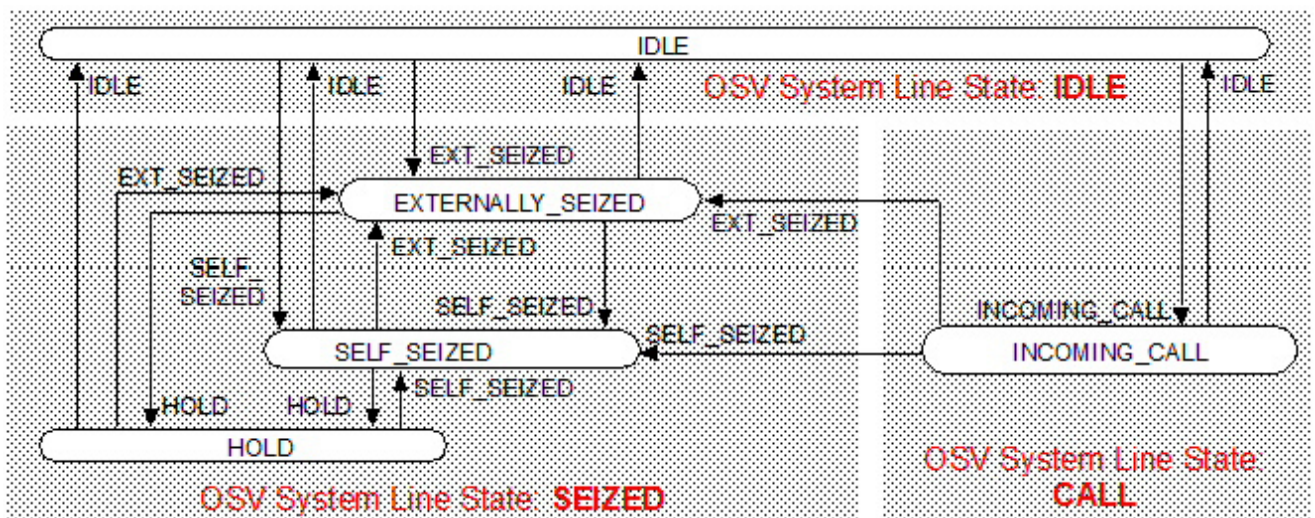 IDLE
IDLE
IDLE
IDLE
OSV System Line State: IDLE
IDLE
EXT_SEIZED
EXT_SEIZED
EXTERNALLY_SEIZED
EXT_SEIZED
EXT_SEIZED
SELF_
SEIZED
SELF_SEIZED
INCOMING_CALL
SELF_SEIZED
SELF_SEIZED
INCOMING_CALL
SELF_SEIZED
HOLD
HOLD
HOLD
OSV System Line State:
CALL
OSV System Line State: SEIZED